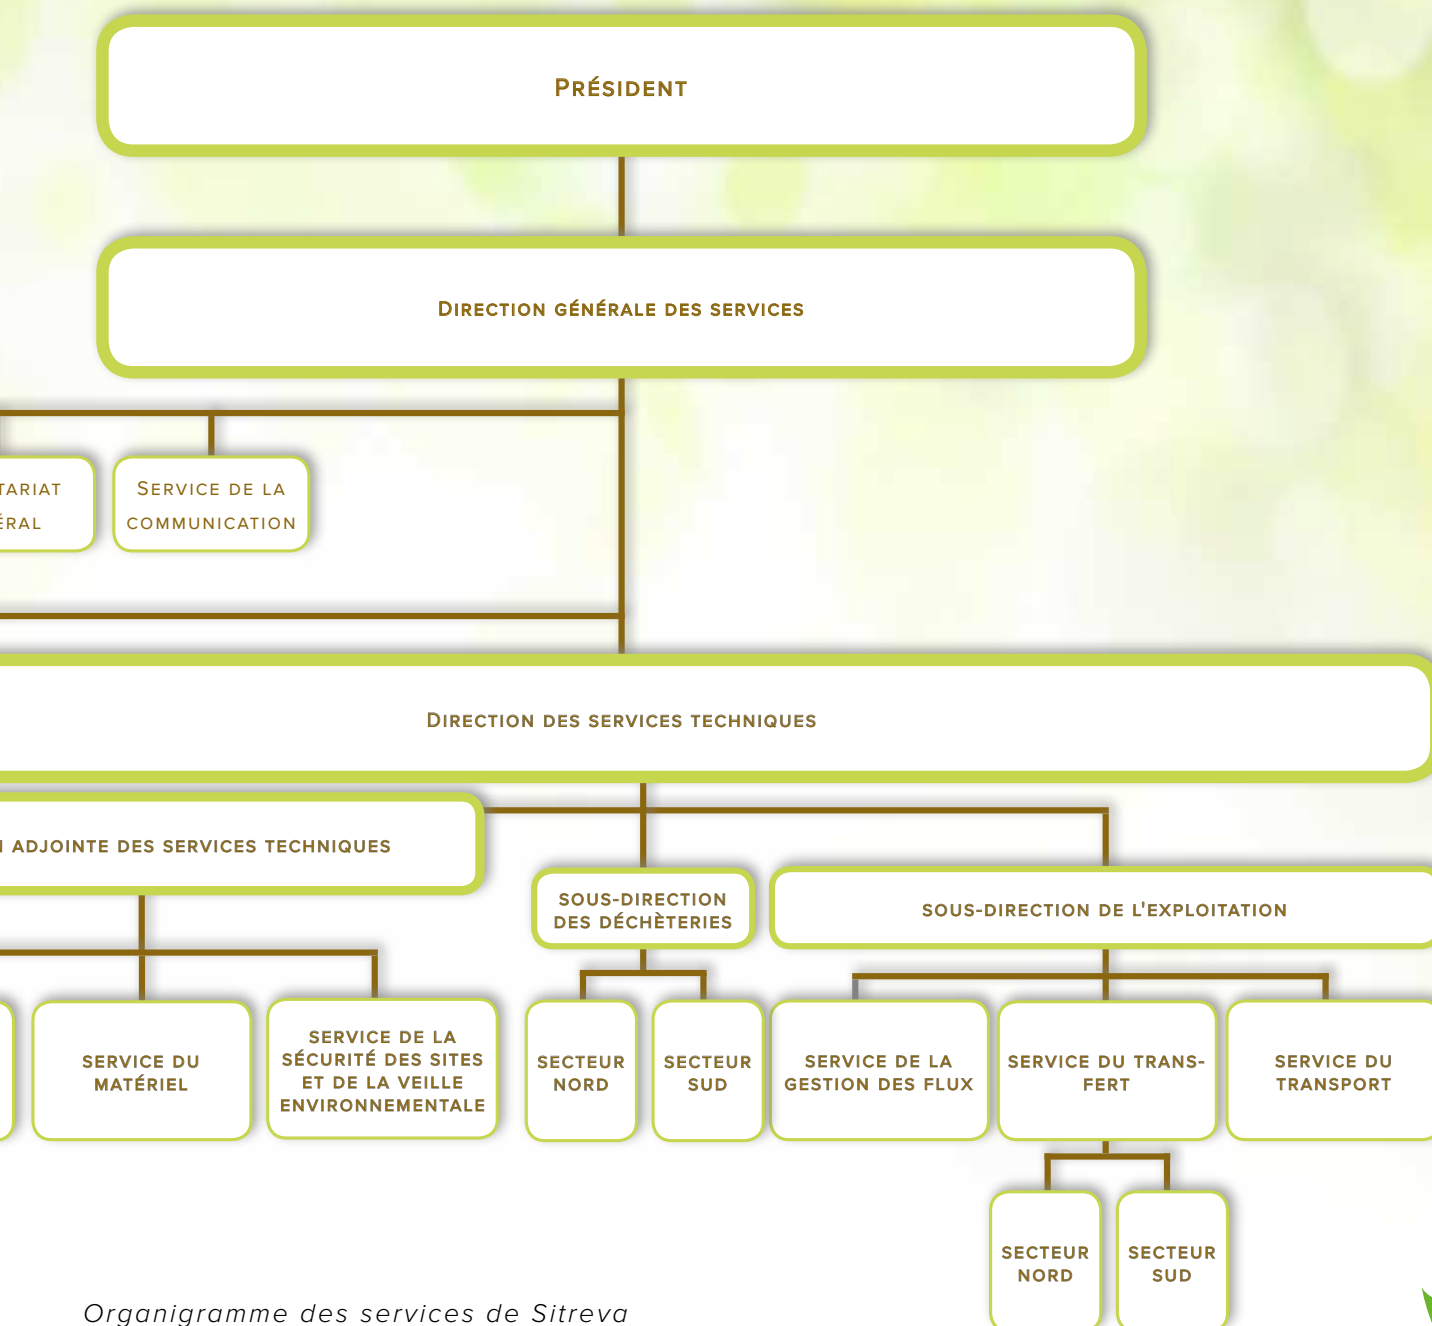 PRÉSIDENT
DIRECTION GÉNÉRALE DES SERVICES
TARIAT
ÉRAL
SERVICE DE LA
COMMUNICATION
DIRECTION DES SERVICES TECHNIQUES
N ADJOINTE DES SERVICES TECHNIQUES
SOUS-DIRECTION
DES DÉCHÈTERIES
SOUS-DIRECTION DE L'EXPLOITATION
SERVICE DU
MATÉRIEL
SERVICE DE LA
SÉCURITÉ DES SITES
ET DE LA VEILLE
ENVIRONNEMENTALE
SECTEUR
NORD
SECTEUR
SUD
SERVICE DE LA
GESTION DES FLUX
SERVICE DU TRANS-
FERT
SERVICE DU
TRANSPORT
SECTEUR
NORD
SECTEUR
SUD
Organigramme des services de Sitreva